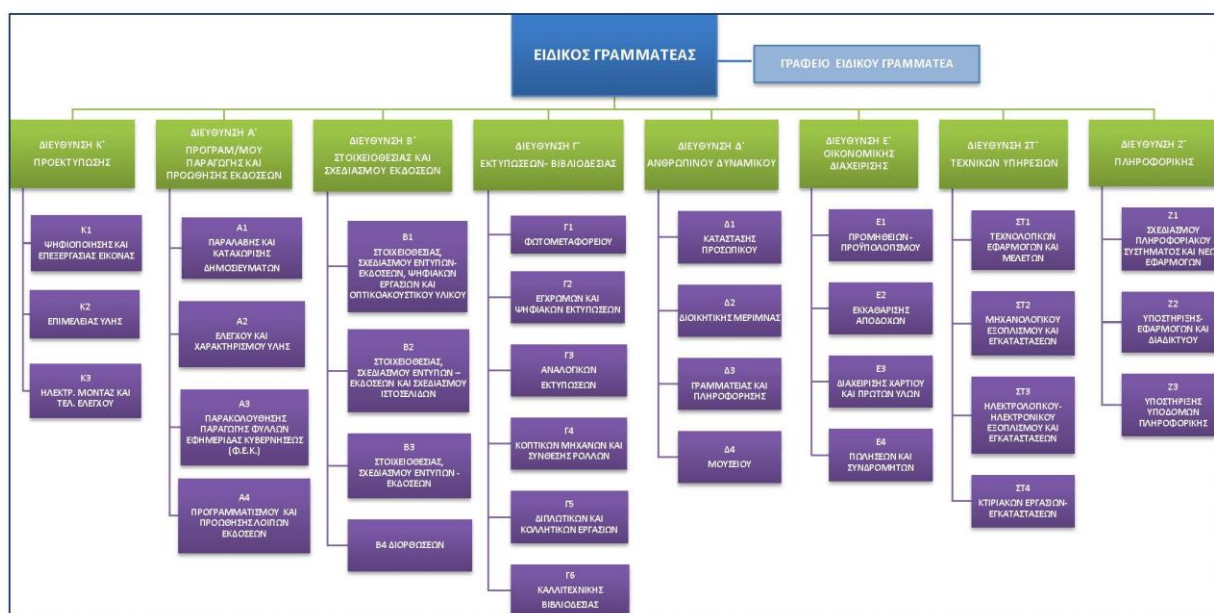 ΕΙΔΙΚΟΣ ΓΡΑΜΜΑΤΕΑΣ
ΓΡΑΦΕΙΟ ΕΙΔΙΚΟΥ ΓΡΑΜΜΑΤΕΑ
ΔΙΕΥΘΥΝΣΗ Κ΄
ΠΡΟΕΚΤΥΠΩΣΗΣ
Κ1
ΨΗΦΙΟΠΟΙΗΣΗΣ ΚΑΙ
ΕΠΕΞΕΡΓΑΣΙΑΣ ΕΙΚΟΝΑΣ
Κ2
ΕΠΙΜΕΛΕΙΑΣ ΥΛΗΣ
Κ3
ΗΛΕΚΤΡ. ΜΟΝΤΑΖ ΚΑΙ
ΤΕΛ. ΕΛΕΓΧΟΥ
ΔΙΕΥΘΥΝΣΗ Α΄
ΠΡΟΓΡΑΜ/ΜΟΥ
ΠΑΡΑΓΩΓΗΣ ΚΑΙ
ΠΡΟΩΘΗΣΗΣ ΕΚΔΟΣΕΩΝ
Α1
ΠΑΡΑΛΑΒΗΣ ΚΑΙ
ΚΑΤΑΧΩΡΙΣΗΣ
ΔΗΜΟΣΙΕΥΜΑΤΩΝ
Α2
ΕΛΕΓΧΟΥ ΚΑΙ
ΧΑΡΑΚΤΗΡΙΣΜΟΥ ΥΛΗΣ
Α3
ΠΑΡΑΚΟΛΟΥΘΗΣΗΣ
ΠΑΡΑΓΩΓΗΣ ΦΥΛΛΩΝ
ΕΦΗΜΕΡΙΔΑΣ ΚΥΒΕΡΝΗΣΕΩΣ
(Φ.Ε.Κ.)
Α4
ΠΡΟΓΡΑΜΜΑΤΙΣΜΟΥ ΚΑΙ
ΠΡΟΩΘΗΣΗΣ ΛΟΙΠΩΝ
ΕΚΔΟΣΕΩΝ
ΔΙΕΥΘΥΝΣΗ Β΄
ΣΤΟΙΧΕΙΟΘΕΣΙΑΣ ΚΑΙ
ΣΧΕΔΙΑΣΜΟΥ ΕΚΔΟΣΕΩΝ
Β1
ΣΤΟΙΧΕΙΟΘΕΣΙΑΣ,
ΣΧΕΔΙΑΣΜΟΥ ΕΝΤΥΠΩΝ-
ΕΚΔΟΣΕΩΝ, ΨΗΦΙΑΚΩΝ
ΕΡΓΑΣΙΩΝ ΚΑΙ
ΟΠΤΙΚΟΑΚΟΥΣΤΙΚΟΥ ΥΛΙΚΟΥ
Β2
ΣΤΟΙΧΕΙΟΘΕΣΙΑΣ,
ΣΧΕΔΙΑΣΜΟΥ ΕΝΤΥΠΩΝ –
ΕΚΔΟΣΕΩΝ ΚΑΙ ΣΧΕΔΙΑΣΜΟΥ
ΙΣΤΟΣΕΛΙΔΩΝ
Β3
ΣΤΟΙΧΕΙΟΘΕΣΙΑΣ,
ΣΧΕΔΙΑΣΜΟΥ ΕΝΤΥΠΩΝ -
ΕΚΔΟΣΕΩΝ
Β4 ΔΙΟΡΘΩΣΕΩΝ
ΔΙΕΥΘΥΝΣΗ Γ΄
ΕΚΤΥΠΩΣΕΩΝ- ΒΙΒΛΙΟΔΕΣΙΑΣ
Γ1
ΦΩΤΟΜΕΤΑΦΟΡΕΙΟΥ
Γ2
ΕΓΧΡΩΜΩΝ ΚΑΙ
ΨΗΦΙΑΚΩΝ ΕΚΤΥΠΩΣΕΩΝ
Γ3
ΑΝΑΛΟΓΙΚΩΝ
ΕΚΤΥΠΩΣΕΩΝ
Γ4
ΚΟΠΤΙΚΩΝ ΜΗΧΑΝΩΝ ΚΑΙ
ΣΥΝΘΕΣΗΣ ΡΟΛΛΩΝ
Γ5
ΔΙΠΛΩΤΙΚΩΝ ΚΑΙ
ΚΟΛΛΗΤΙΚΩΝ ΕΡΓΑΣΙΩΝ
Γ6
ΚΑΛΛΙΤΕΧΝΙΚΗΣ
ΒΙΒΛΙΟΔΕΣΙΑΣ
ΔΙΕΥΘΥΝΣΗ Δ΄
ΑΝΘΡΩΠΙΝΟΥ ΔΥΝΑΜΙΚΟΥ
Δ1
ΚΑΤΑΣΤΑΣΗΣ
ΠΡΟΣΩΠΙΚΟΥ
Δ2
ΔΙΟΙΚΗΤΙΚΗΣ ΜΕΡΙΜΝΑΣ
Δ3
ΓΡΑΜΜΑΤΕΙΑΣ ΚΑΙ
ΠΛΗΡΟΦΟΡΗΣΗΣ
Δ4
ΜΟΥΣΕΙΟΥ
ΔΙΕΥΘΥΝΣΗ Ε΄
ΟΙΚΟΝΟΜΙΚΗΣ
ΔΙΑΧΕΙΡΙΣΗΣ
Ε1
ΠΡΟΜΗΘΕΙΩΝ-
ΠΡΟΫΠΟΛΟΓΙΣΜΟΥ
Ε2
ΕΚΚΑΘΑΡΙΣΗΣ
ΑΠΟΔΟΧΩΝ
Ε3
ΔΙΑΧΕΙΡΙΣΗΣ ΧΑΡΤΙΟΥ
ΚΑΙ ΠΡΩΤΩΝ ΥΛΩΝ
Ε4
ΠΩΛΗΣΕΩΝ ΚΑΙ
ΣΥΝΔΡΟΜΗΤΩΝ
ΔΙΕΥΘΥΝΣΗ ΣΤ΄
ΤΕΧΝΙΚΩΝ ΥΠΗΡΕΣΙΩΝ
ΣΤ1
ΤΕΧΝΟΛΟΓΙΚΩΝ
ΕΦΑΡΜΟΓΩΝ ΚΑΙ
ΜΕΛΕΤΩΝ
ΣΤ2
ΜΗΧΑΝΟΛΟΓΙΚΟΥ
ΕΞΟΠΛΙΣΜΟΥ ΚΑΙ
ΕΓΚΑΤΑΣΤΑΣΕΩΝ
ΣΤ3
ΗΛΕΚΤΡΟΛΟΓΙΚΟΥ-
ΗΛΕΚΤΡΟΝΙΚΟΥ
ΕΞΟΠΛΙΣΜΟΥ ΚΑΙ
ΕΓΚΑΤΑΣΤΑΣΕΩΝ
ΣΤ4
ΚΤΙΡΙΑΚΩΝ ΕΡΓΑΣΙΩΝ-
ΕΓΚΑΤΑΣΤΑΣΕΩΝ
ΔΙΕΥΘΥΝΣΗ Ζ΄
ΠΛΗΡΟΦΟΡΙΚΗΣ
Ζ1
ΣΧΕΔΙΑΣΜΟΥ
ΠΛΗΡΟΦΟΡΙΑΚΟΥ
ΣΥΣΤΗΜΑΤΟΣ ΚΑΙ ΝΕΩΝ
ΕΦΑΡΜΟΓΩΝ
Ζ2
ΥΠΟΣΤΗΡΙΞΗΣ-
ΕΦΑΡΜΟΓΩΝ ΚΑΙ
ΔΙΑΔΙΚΤΥΟΥ
Ζ3
ΥΠΟΣΤΗΡΙΞΗΣ
ΥΠΟΔΟΜΩΝ
ΠΛΗΡΟΦΟΡΙΚΗΣ